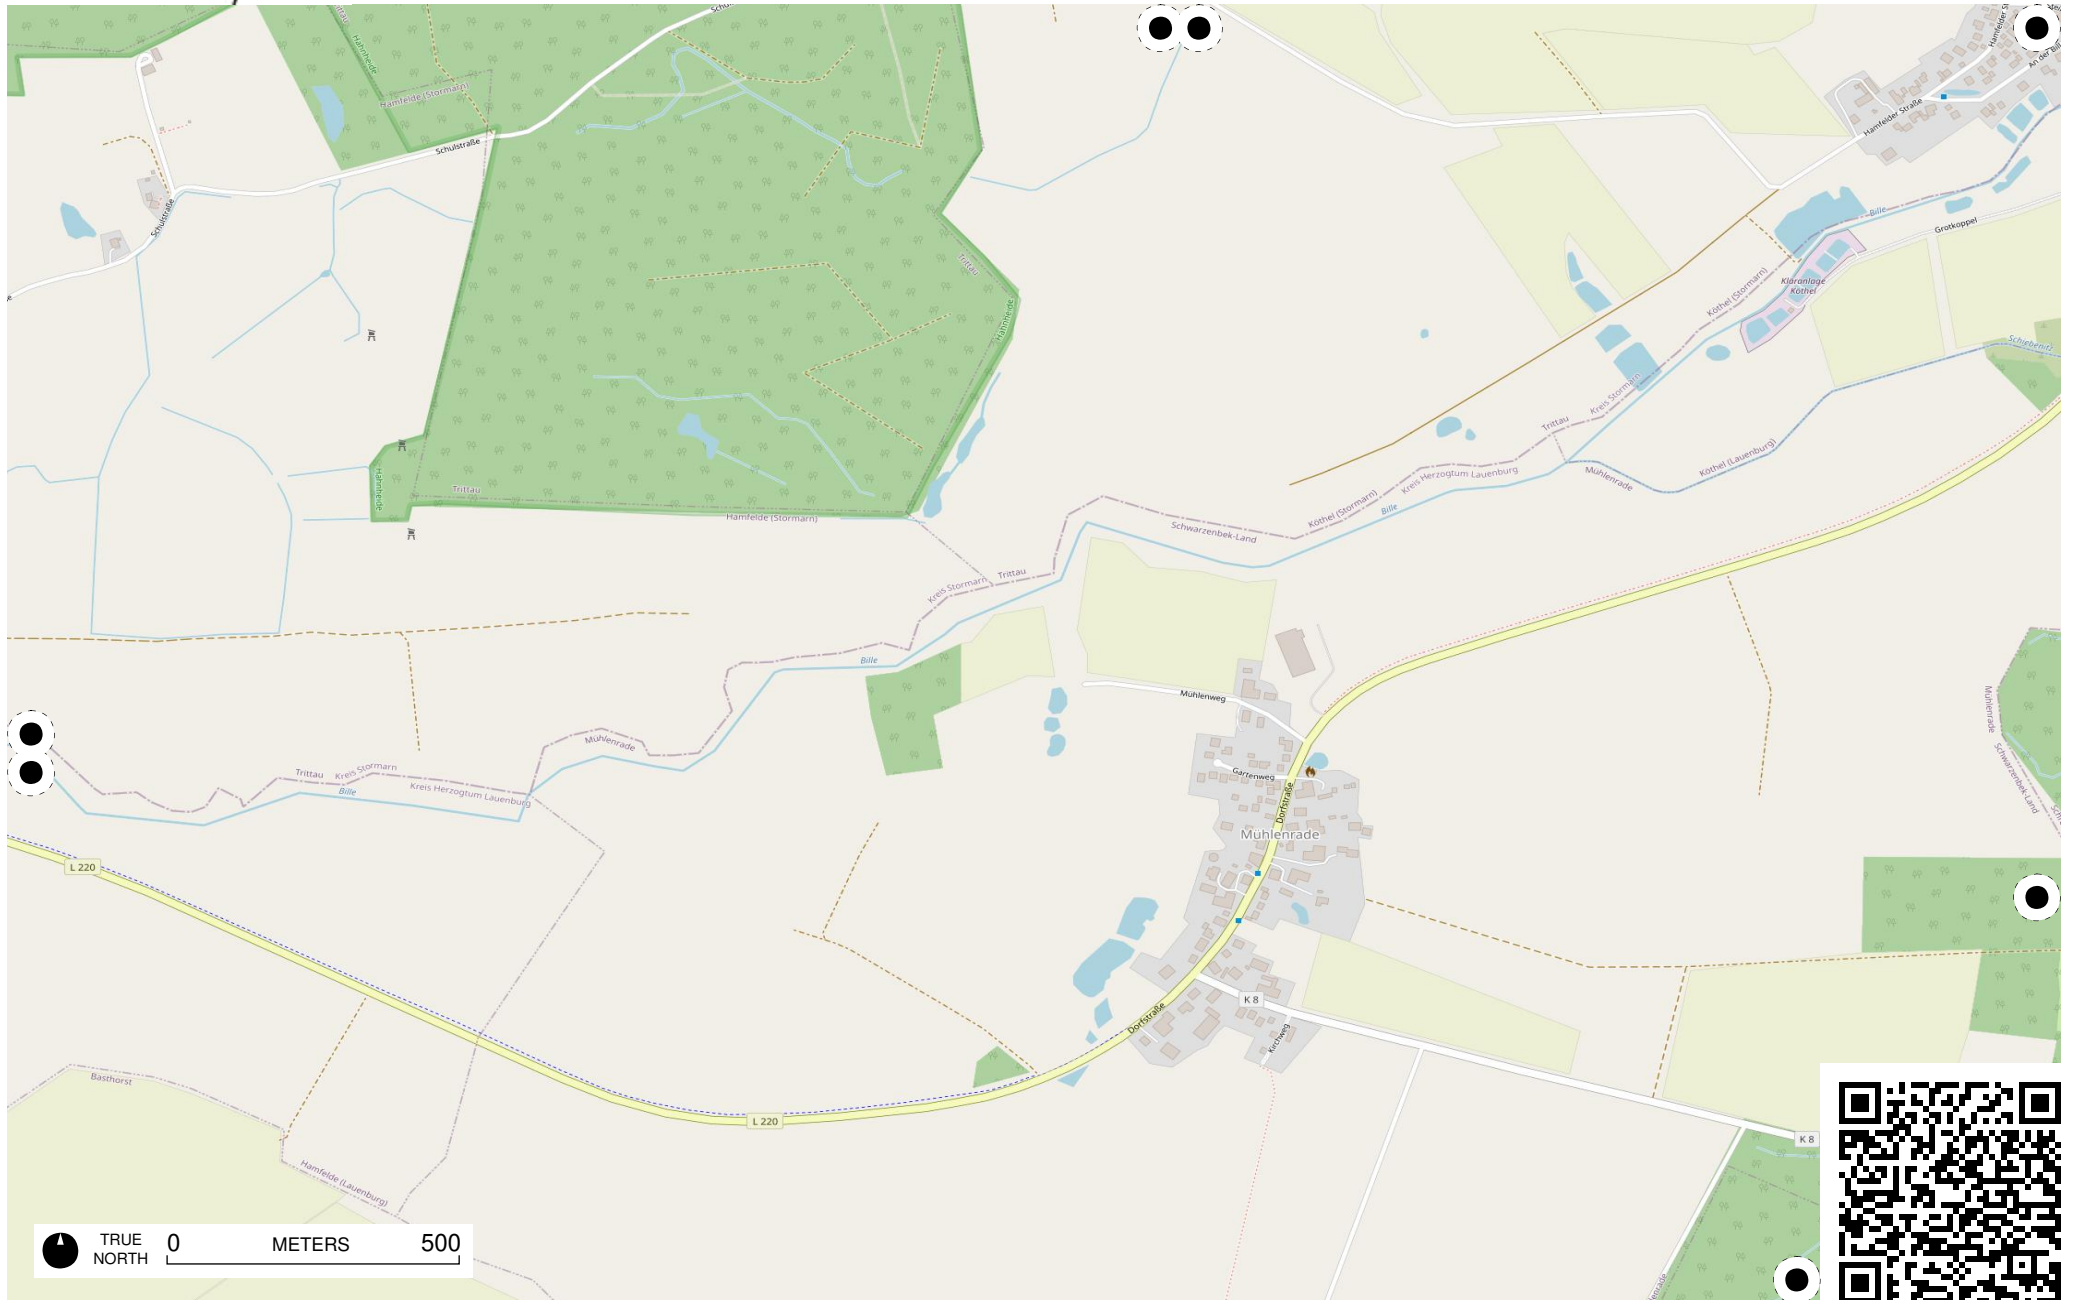 Hahnheide
Hamfelde (Stormarn)
Schulstraße
Schulstraße
Trittau
Hahnheide
Hahnheide
Trittau
Hamfelde (Stormarn)
Hamfelder Straße
An der Bill
Bille
Grotkoppel
Köthel (Stormarn)
Kläranlage
Köthel
Schiebenitz
Kreis Stormarn
Trittau
Köthel (Lauenburg)
Mühlenrade
Kreis Herzogtum Lauenburg
Köthel (Stormarn)
Bille
Schwarzenbek-Land
Trittau
Kreis Stormarn
Bille
Mühlenweg
Mühlenrade
Schwarzenbek-Land
Mühlenrade
Trittau
Kreis Stormarn
Bille
Kreis Herzogtum Lauenburg
Gartenweg
Dorfstraße
Mühlenrade
L 220
K 8
Dorfstraße
Kirchweg
Basthorst
L 220
K 8
Hamfelde (Lauenburg)
TRUE
NORTH
0 METERS 500